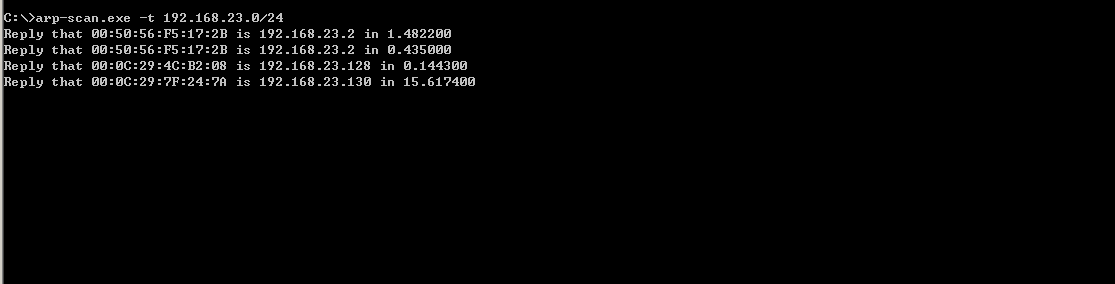 C:\>arp-scan.exe -t 192.168.23.0/24
Reply that 00:50:56:F5:17:2B is 192.168.23.2 in 1.482200
Reply that 00:50:56:F5:17:2B is 192.168.23.2 in 0.435000
Reply that 00:0C:29:4C:B2:08 is 192.168.23.128 in 0.144300
Reply that 00:0C:29:7F:24:7A is 192.168.23.130 in 15.617400